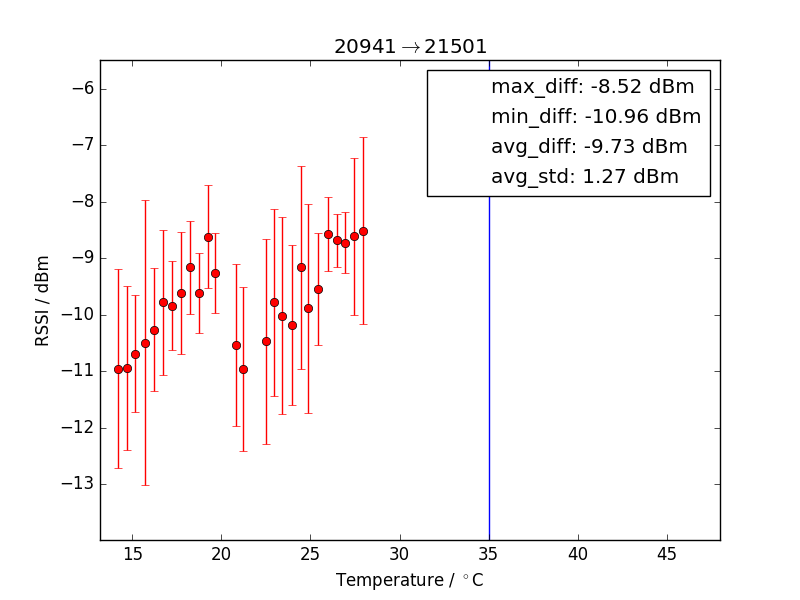 20941→21501
max_diff: -8.52 dBm
min_diff: -10.96 dBm
avg_diff: -9.73 dBm
avg_std: 1.27 dBm
RSSI / dBm
−6
−7
−8
−9
−10
−11
−12
−13
15 20 25 30 35 40 45
Temperature / °C